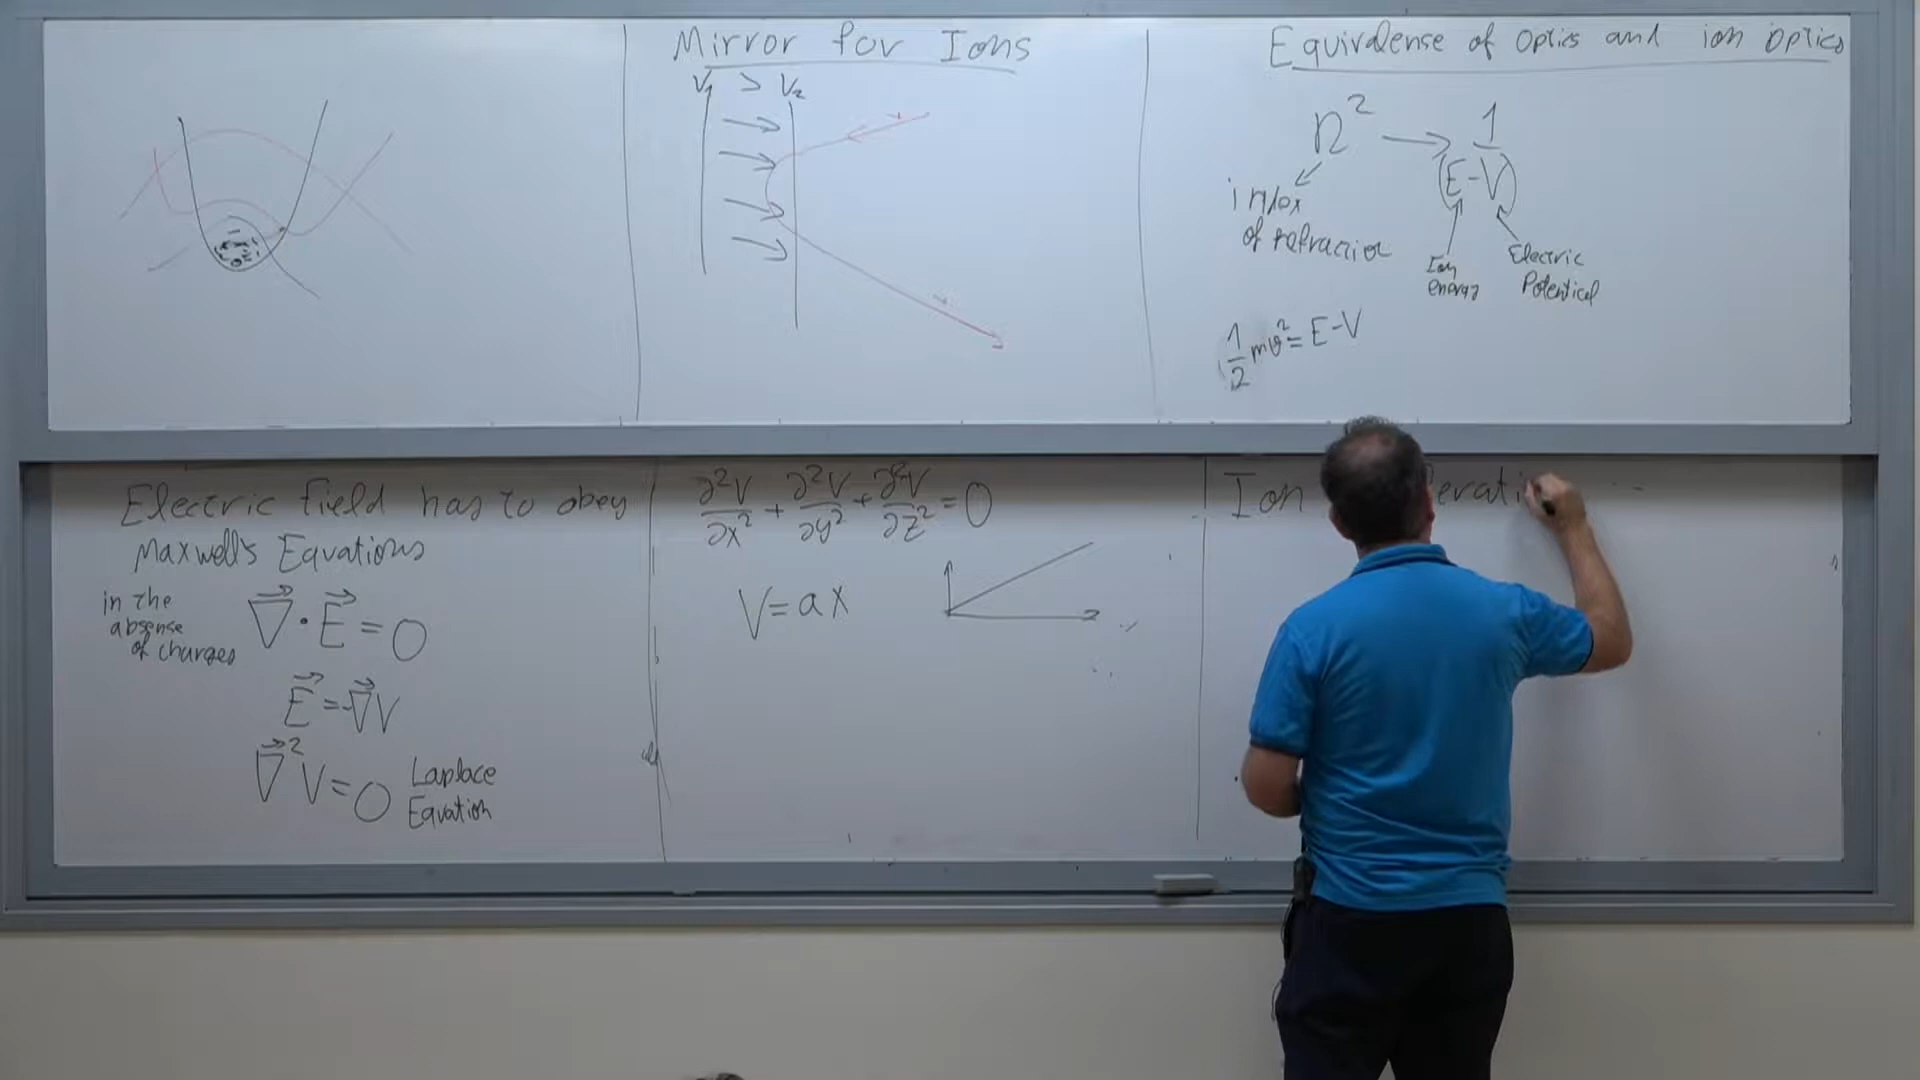 Mirror for Ions
V₁ > V₂
Equivalense of optics and ion optics
n² → 1/(E-V)
index
of refraction
Ion
energy
Electric
Potential
1/2 mv² = E-V
Electric field has to obey
Maxwell's Equations
in the
absense
of charges
∇⃗ · E⃗ = 0
E⃗ = -∇⃗V
∇⃗²V = 0
Laplace
Equation
∂²V/∂x² + ∂²V/∂y² + ∂²V/∂z² = 0
V = ax
Ion